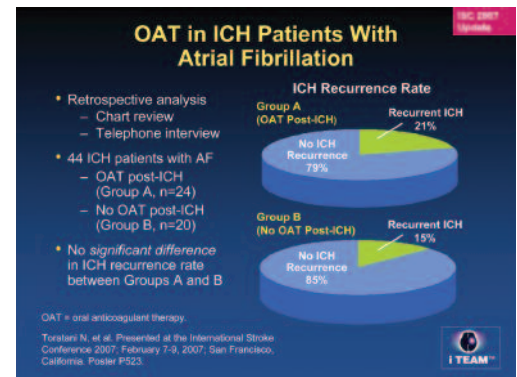 ISC 2007
Update
OAT in ICH Patients With
Atrial Fibrillation
• Retrospective analysis
– Chart review
– Telephone interview
• 44 ICH patients with AF
– OAT post-ICH
(Group A, n=24)
– No OAT post-ICH
(Group B, n=20)
• No significant difference
in ICH recurrence rate
between Groups A and B
ICH Recurrence Rate
Group A
(OAT Post-ICH)
Recurrent ICH
21%
No ICH
Recurrence
79%
Group B
(No OAT Post-ICH)
Recurrent ICH
15%
No ICH
Recurrence
85%
OAT = oral anticoagulant therapy.
Toratani N, et al. Presented at the International Stroke
Conference 2007; February 7-9, 2007; San Francisco,
California. Poster P523.
i TEAM™